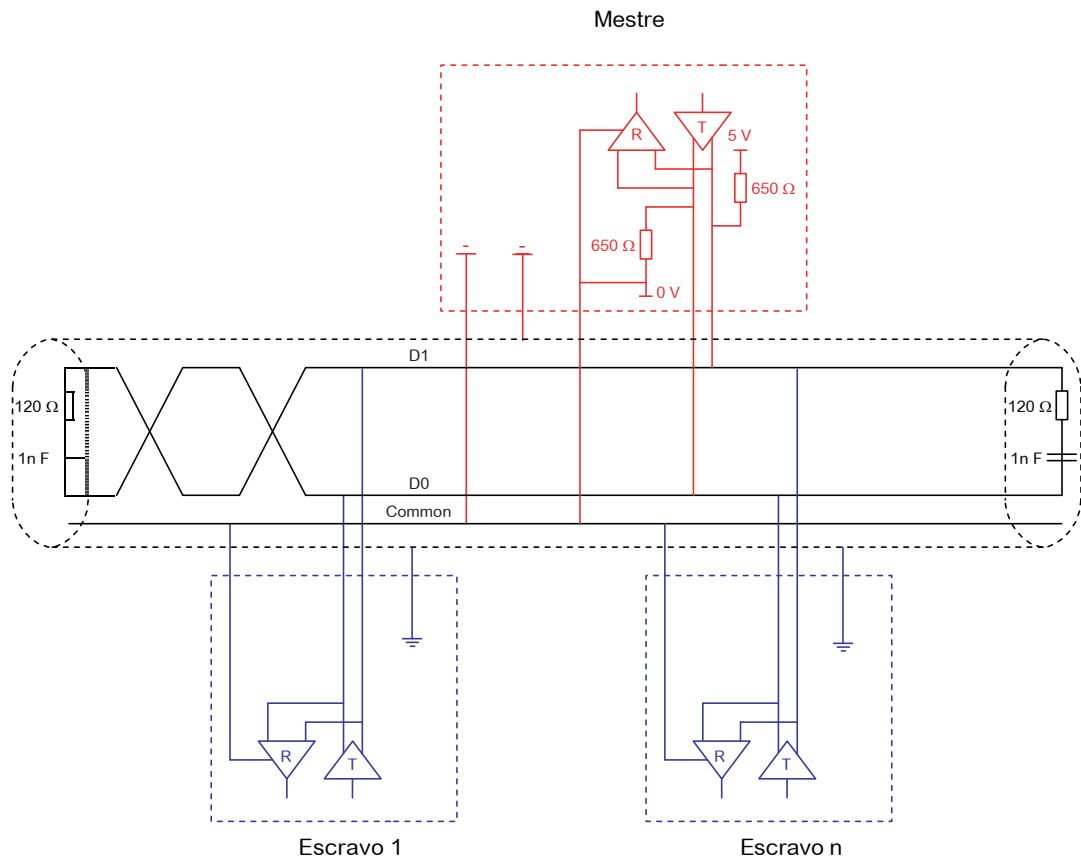 Mestre
R
T
5 V
650 Ω
650 Ω
0 V
D1
120 Ω
1n F
120 Ω
1n F
D0
Common
R
T
R
T
Escravo 1
Escravo n